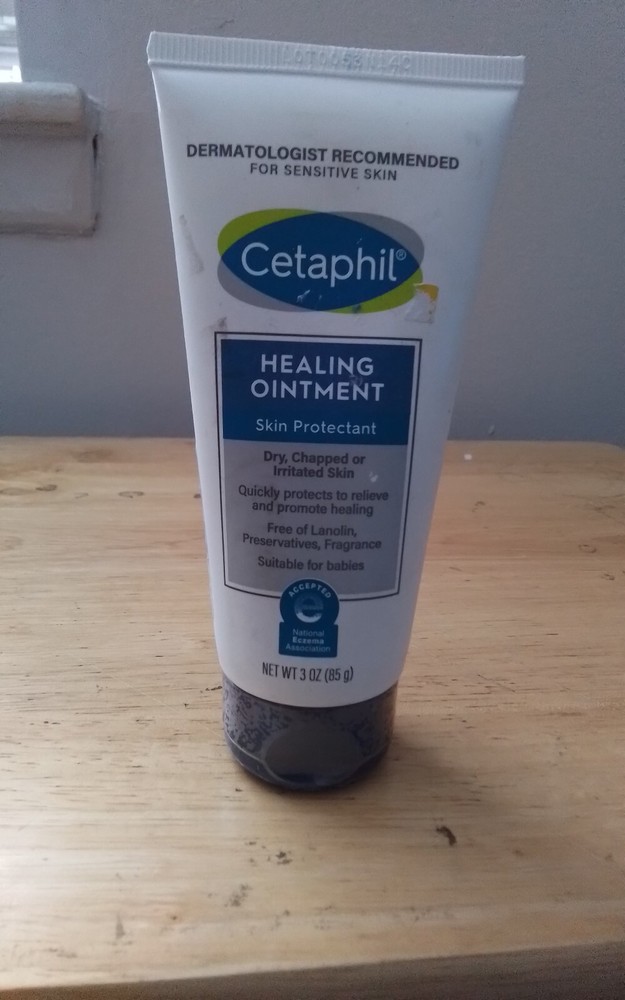 DERMATOLOGIST RECOMMENDED
FOR SENSITIVE SKIN
Cetaphil®
HEALING
OINTMENT
Skin Protectant
Dry, Chapped or
Irritated Skin
Quickly protects to relieve
and promote healing
Free of Lanolin,
Preservatives, Fragrance
Suitable for babies
ACCEPTED
e
National
Eczema
Association
NET WT 3 OZ (85 g)